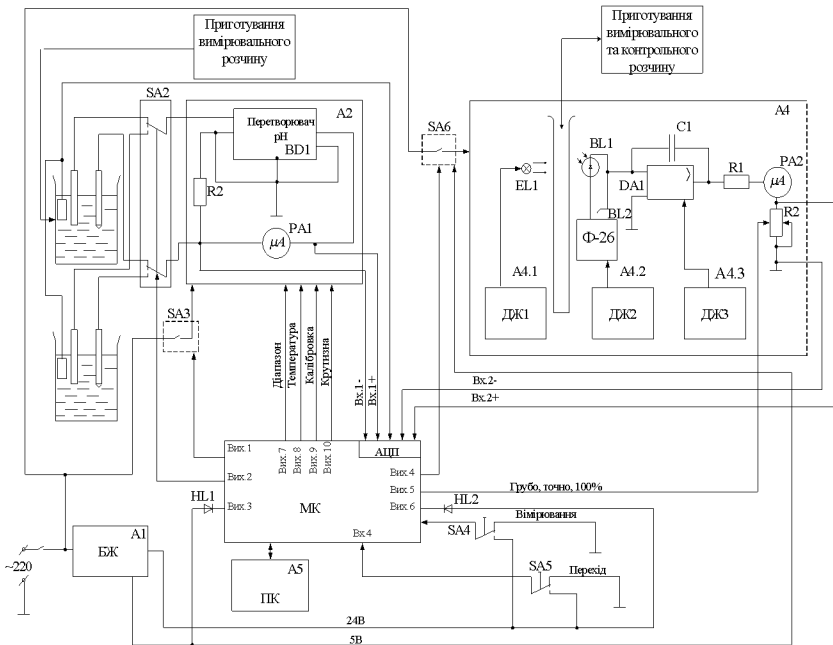 Приготування
вимірювального
розчину
Приготування
вимірювального
та контрольного
розчину
SA2
A2
Перетворювач
pH
BD1
R2
μA
PA1
SA3
SA6
A4
EL1
BL1
C1
DA1
R1
PA2
μA
R2
BL2
Ф-26
A4.1
A4.2
A4.3
ДЖ1
ДЖ2
ДЖ3
Діапазон
Температура
Калібровка
Крутизна
Вх.1-
Вх.1+
Вх.2-
Вх.2+
Вих.1
Вих.2
Вих.3
Вих.7
Вих.8
Вих.9
Вих.10
АЦП
Вих.4
Вих.5
Вих.6
МК
Вх.4
HL1
HL2
Грубо, точно, 100%
SA4
Вімірювання
SA5
Перехід
A1
БЖ
~220
A5
ПК
24В
5В